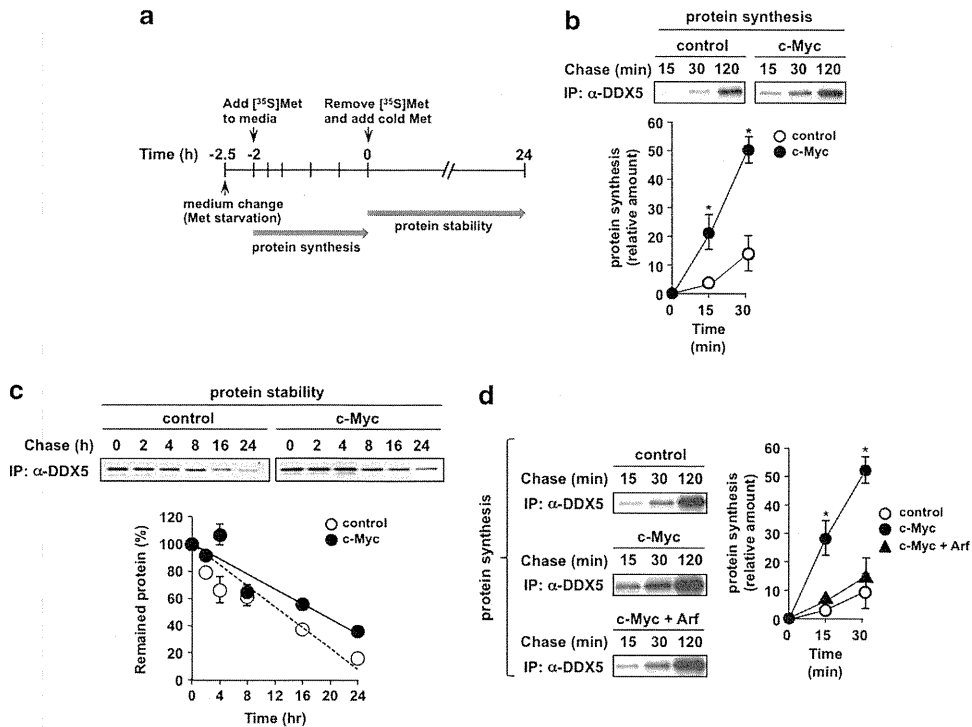 a
Add [35S]Met
to media
Remove [35S]Met
and add cold Met
Time (h) -2.5 -2 0 24
medium change
(Met starvation)
protein synthesis
protein stability
b
protein synthesis
control c-Myc
Chase (min) 15 30 120 15 30 120
IP: α-DDX5
protein synthesis
(relative amount)
60
50
40
30
20
10
0
* *
control
c-Myc
0 15 30
Time
(min)
c
protein stability
control c-Myc
Chase (h) 0 2 4 8 16 24 0 2 4 8 16 24
IP: α-DDX5
Remained protein (%)
120
100
80
60
40
20
0
control
c-Myc
0 4 8 12 16 20 24
Time (hr)
d
protein synthesis
control
Chase (min) 15 30 120
IP: α-DDX5
c-Myc
Chase (min) 15 30 120
IP: α-DDX5
c-Myc + Arf
Chase (min) 15 30 120
IP: α-DDX5
protein synthesis
(relative amount)
60
50
40
30
20
10
0
* *
control
c-Myc
c-Myc + Arf
0 15 30
Time
(min)